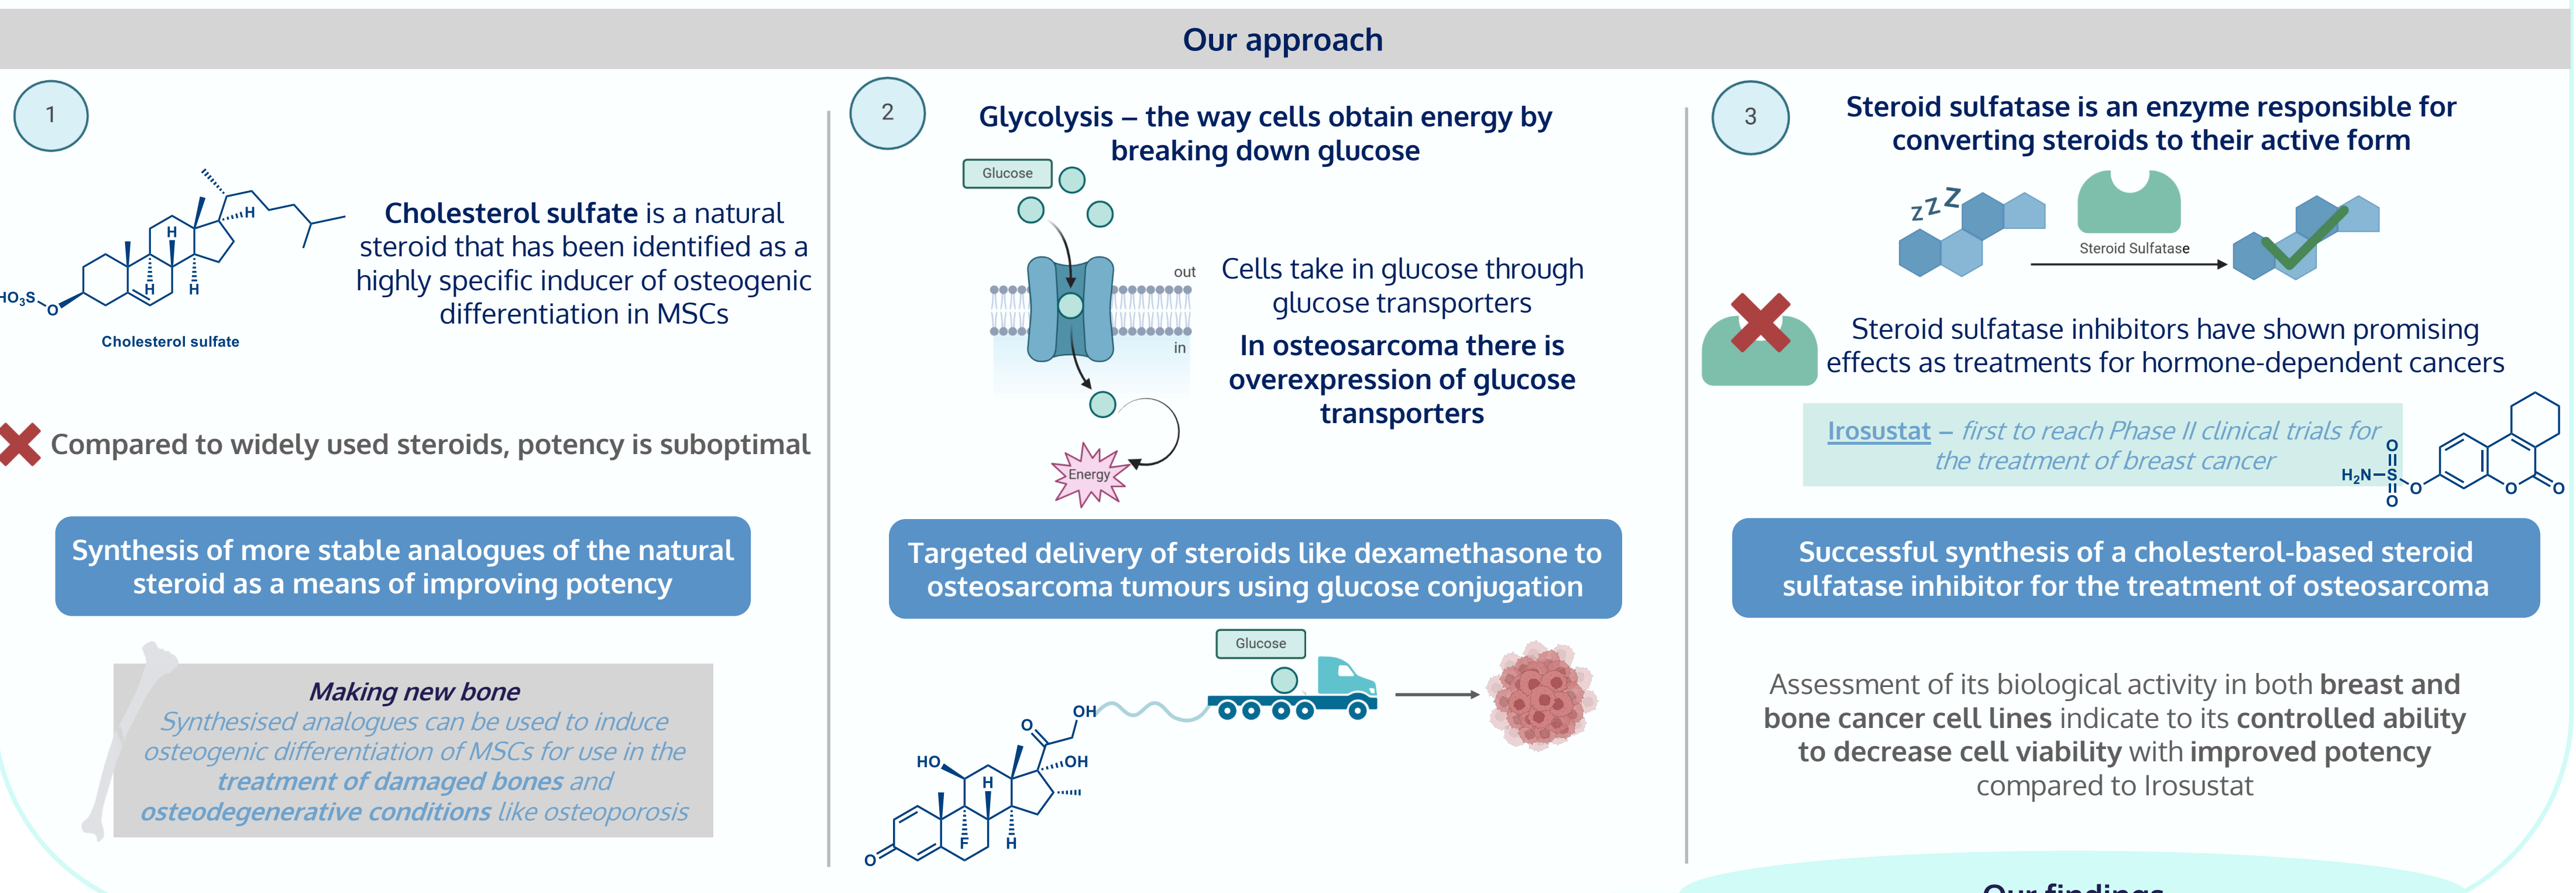 Our approach
1
H
H
H
H
HO3S
O
Cholesterol sulfate
Cholesterol sulfate is a natural
steroid that has been identified as a
highly specific inducer of osteogenic
differentiation in MSCs
Compared to widely used steroids, potency is suboptimal
Synthesis of more stable analogues of the natural
steroid as a means of improving potency
Making new bone
Synthesised analogues can be used to induce
osteogenic differentiation of MSCs for use in the
treatment of damaged bones and
osteodegenerative conditions like osteoporosis
2
Glycolysis – the way cells obtain energy by
breaking down glucose
Glucose
out
in
Energy
Cells take in glucose through
glucose transporters
In osteosarcoma there is
overexpression of glucose
transporters
Targeted delivery of steroids like dexamethasone to
osteosarcoma tumours using glucose conjugation
Glucose
OH
O
HO
OH
H
F
H
O
3
Steroid sulfatase is an enzyme responsible for
converting steroids to their active form
z z z
Steroid Sulfatase
Steroid sulfatase inhibitors have shown promising
effects as treatments for hormone-dependent cancers
Irosustat – first to reach Phase II clinical trials for
the treatment of breast cancer
O
H2N S
O
O
O
O
Successful synthesis of a cholesterol-based steroid
sulfatase inhibitor for the treatment of osteosarcoma
Assessment of its biological activity in both breast and
bone cancer cell lines indicate to its controlled ability
to decrease cell viability with improved potency
compared to Irosustat
Our findings